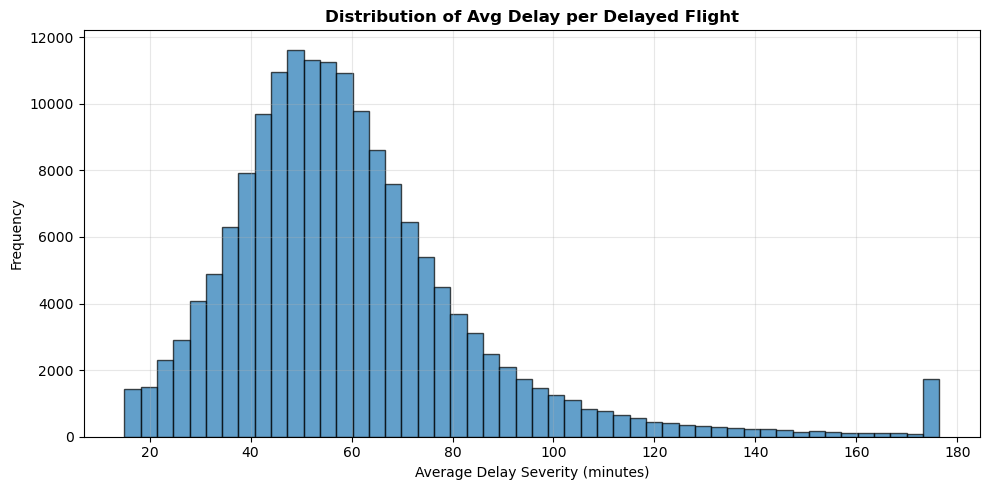 Distribution of Avg Delay per Delayed Flight
12000
10000
8000
6000
4000
2000
0
Frequency
20 40 60 80 100 120 140 160 180
Average Delay Severity (minutes)